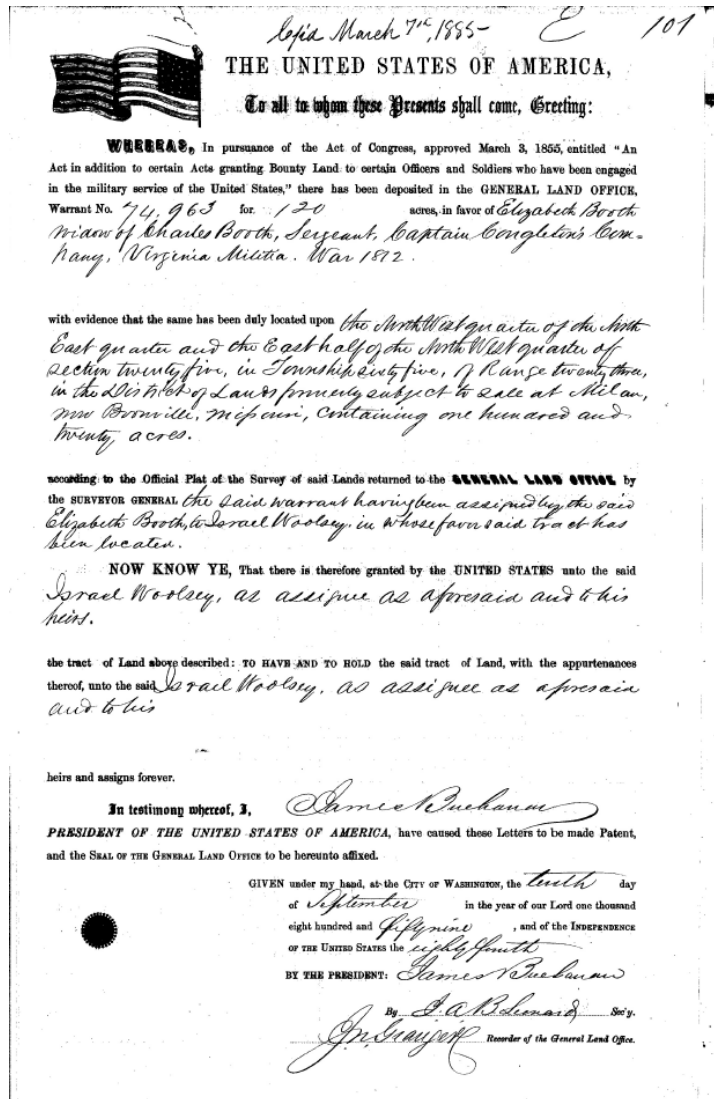 Cop'd March 7th, 1885- E 101
THE UNITED STATES OF AMERICA,
To all to whom these Presents shall come, Greeting:
WHEREAS, In pursuance of the Act of Congress, approved March 3, 1855, entitled "An
Act in addition to certain Acts granting Bounty Land to certain Officers and Soldiers who have been engaged
in the military service of the United States," there has been deposited in the GENERAL LAND OFFICE,
Warrant No. 74,963 for 120 acres, in favor of Elizabeth Booth
widow of Charles Booth, Sergeant, Captain Congleton's Com-
pany, Virginia Militia. War 1812.
with evidence that the same has been duly located upon the North West quarter of the North
East quarter and the East half of the North West quarter of
section twenty five, in Township sixty five, of Range twenty three,
in the District of Lands formerly subject to sale at Milan,
now Boonville, Missouri, containing one hundred and
twenty acres.
according to the Official Plat of the Survey of said Lands returned to the GENERAL LAND OFFICE by
the SURVEYOR GENERAL the said warrant having been assigned by the said
Elizabeth Booth, to Israel Woolsey, in whose favor said tract has
been located.
NOW KNOW YE, That there is therefore granted by the UNITED STATES unto the said
Israel Woolsey, as assignee as aforesaid and to his
heirs.
the tract of Land above described: TO HAVE AND TO HOLD the said tract of Land, with the appurtenances
thereof, unto the said Israel Woolsey, as assignee as aforesaid
and to his
heirs and assigns forever.
In testimony whereof, I, James Buchanan
PRESIDENT OF THE UNITED STATES OF AMERICA, have caused these Letters to be made Patent,
and the SEAL OF THE GENERAL LAND OFFICE to be hereunto affixed.
GIVEN under my hand, at the CITY OF WASHINGTON, the tenth day
of September in the year of our Lord one thousand
eight hundred and fifty nine, and of the INDEPENDENCE
OF THE UNITED STATES the eighty fourth
BY THE PRESIDENT: James Buchanan
By J. A. B. Leonard, Sec'y.
J. N. Granger Recorder of the General Land Office.